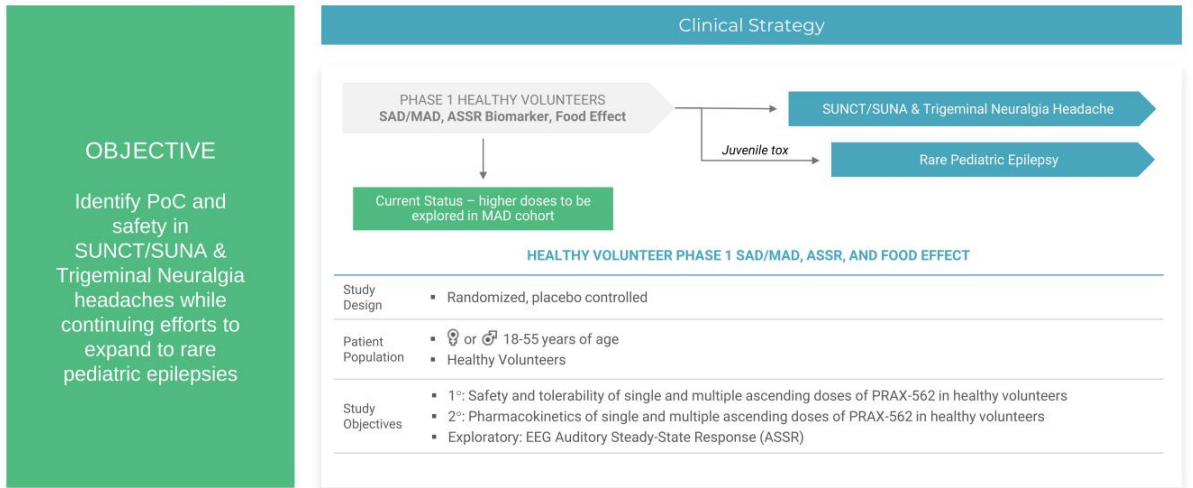 OBJECTIVE
Identify PoC and
safety in
SUNCT/SUNA &
Trigeminal Neuralgia
headaches while
continuing efforts to
expand to rare
pediatric epilepsies
Clinical Strategy
PHASE 1 HEALTHY VOLUNTEERS
SAD/MAD, ASSR Biomarker, Food Effect
SUNCT/SUNA & Trigeminal Neuralgia Headache
Juvenile tox
Rare Pediatric Epilepsy
Current Status – higher doses to be
explored in MAD cohort
HEALTHY VOLUNTEER PHASE 1 SAD/MAD, ASSR, AND FOOD EFFECT
Study
Design
▪ Randomized, placebo controlled
Patient
Population
▪ or 18-55 years of age
▪ Healthy Volunteers
Study
Objectives
▪ 1°: Safety and tolerability of single and multiple ascending doses of PRAX-562 in healthy volunteers
▪ 2°: Pharmacokinetics of single and multiple ascending doses of PRAX-562 in healthy volunteers
▪ Exploratory: EEG Auditory Steady-State Response (ASSR)